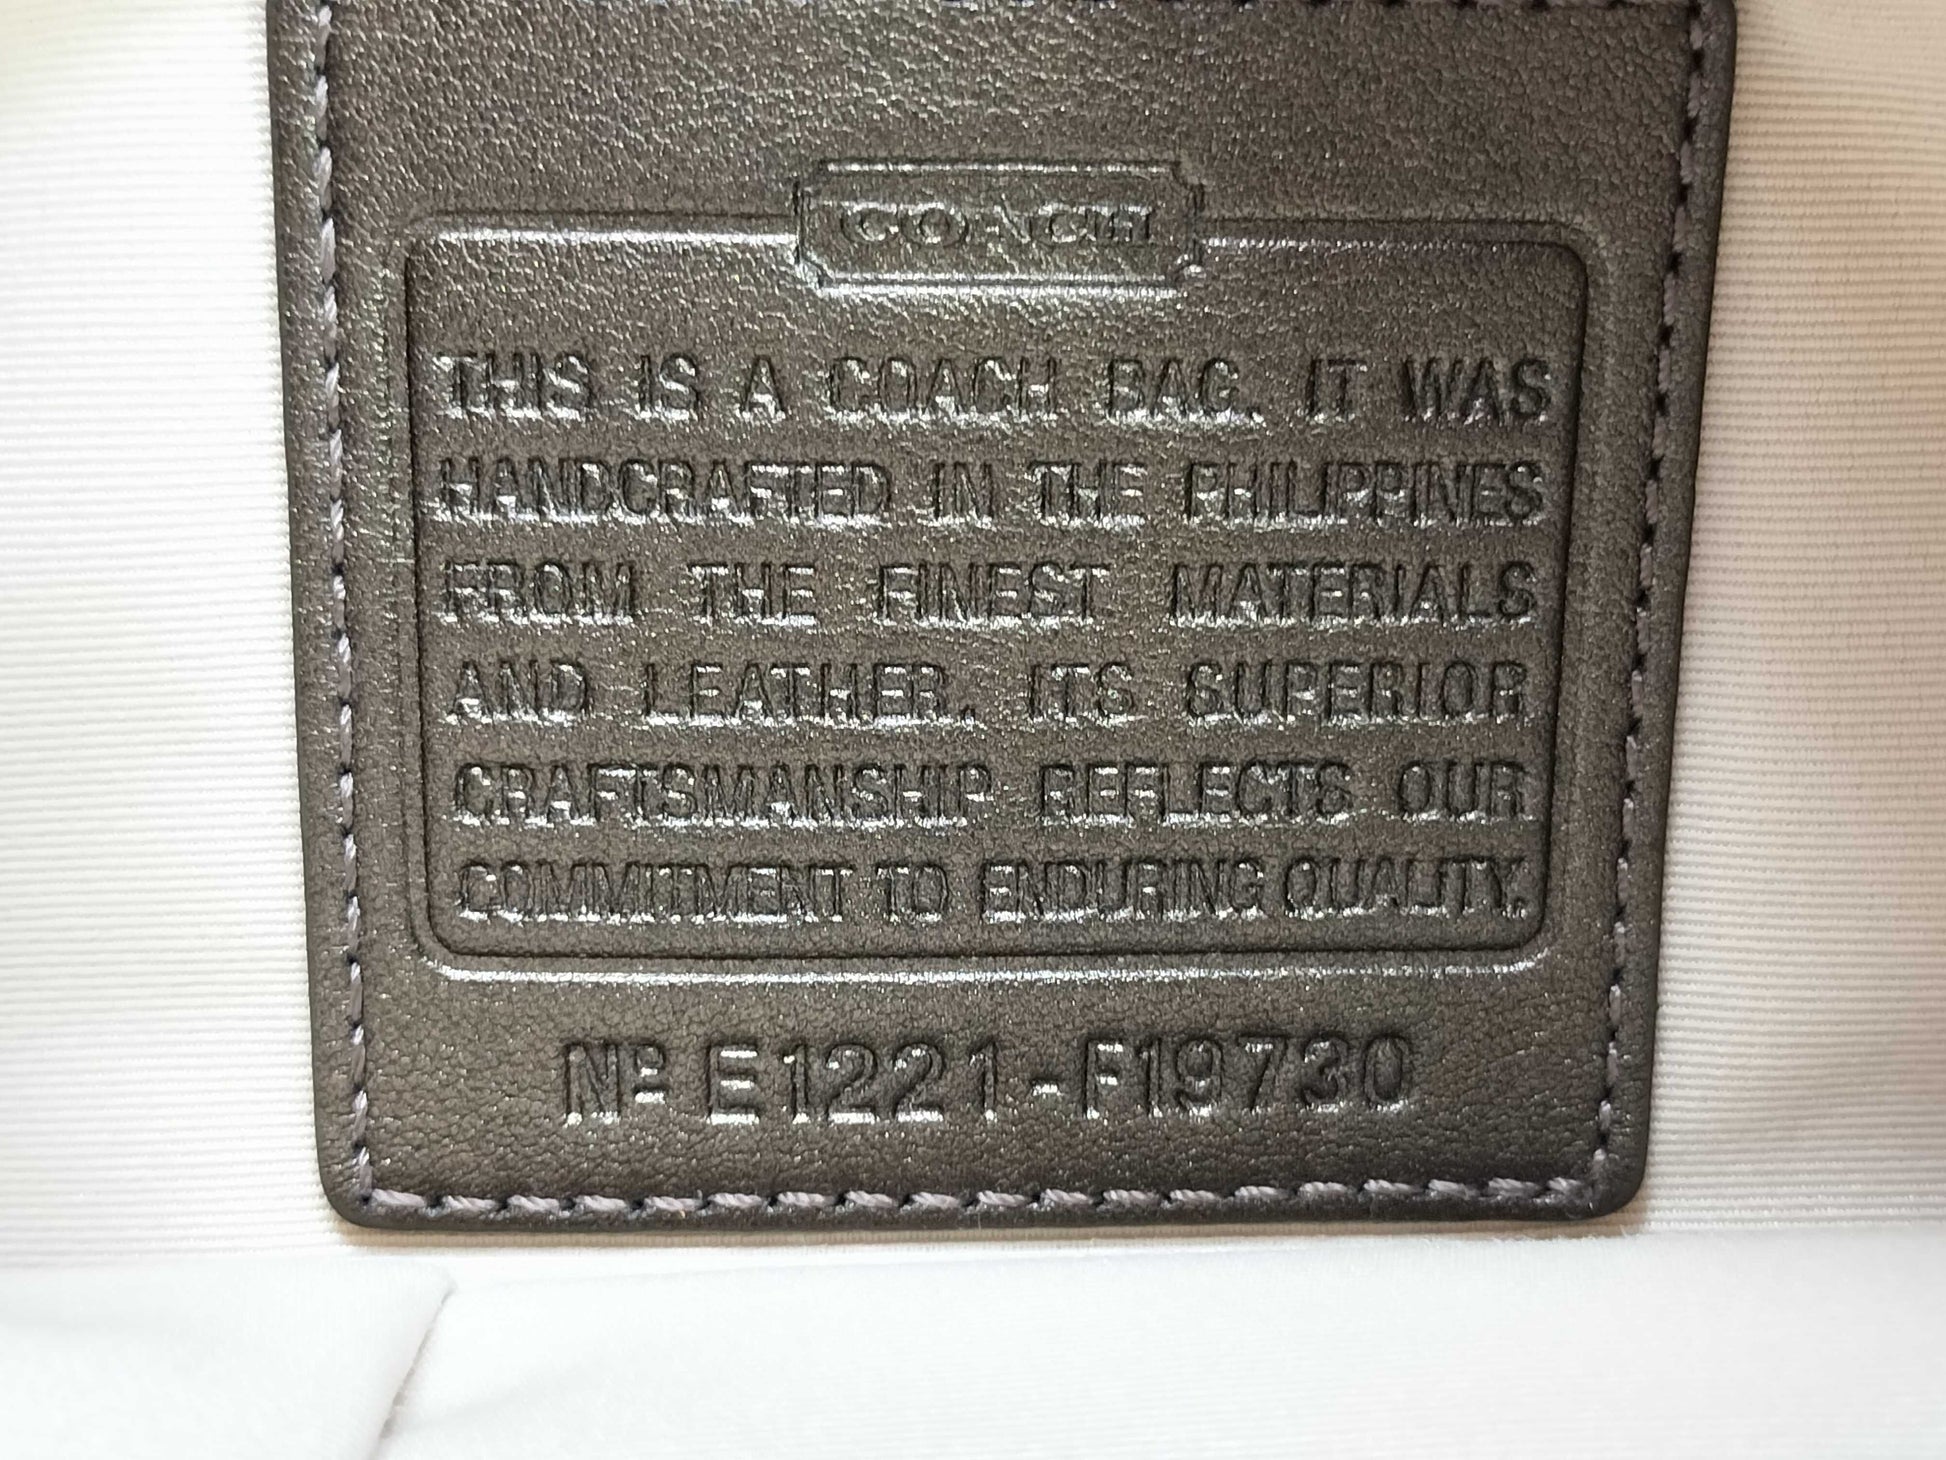 COACH
THIS IS A COACH BAG. IT WAS
HANDCRAFTED IN THE PHILIPPINES
FROM THE FINEST MATERIALS
AND LEATHER. ITS SUPERIOR
CRAFTSMANSHIP REFLECTS OUR
COMMITMENT TO ENDURING QUALITY.
Nº E1221-F19730